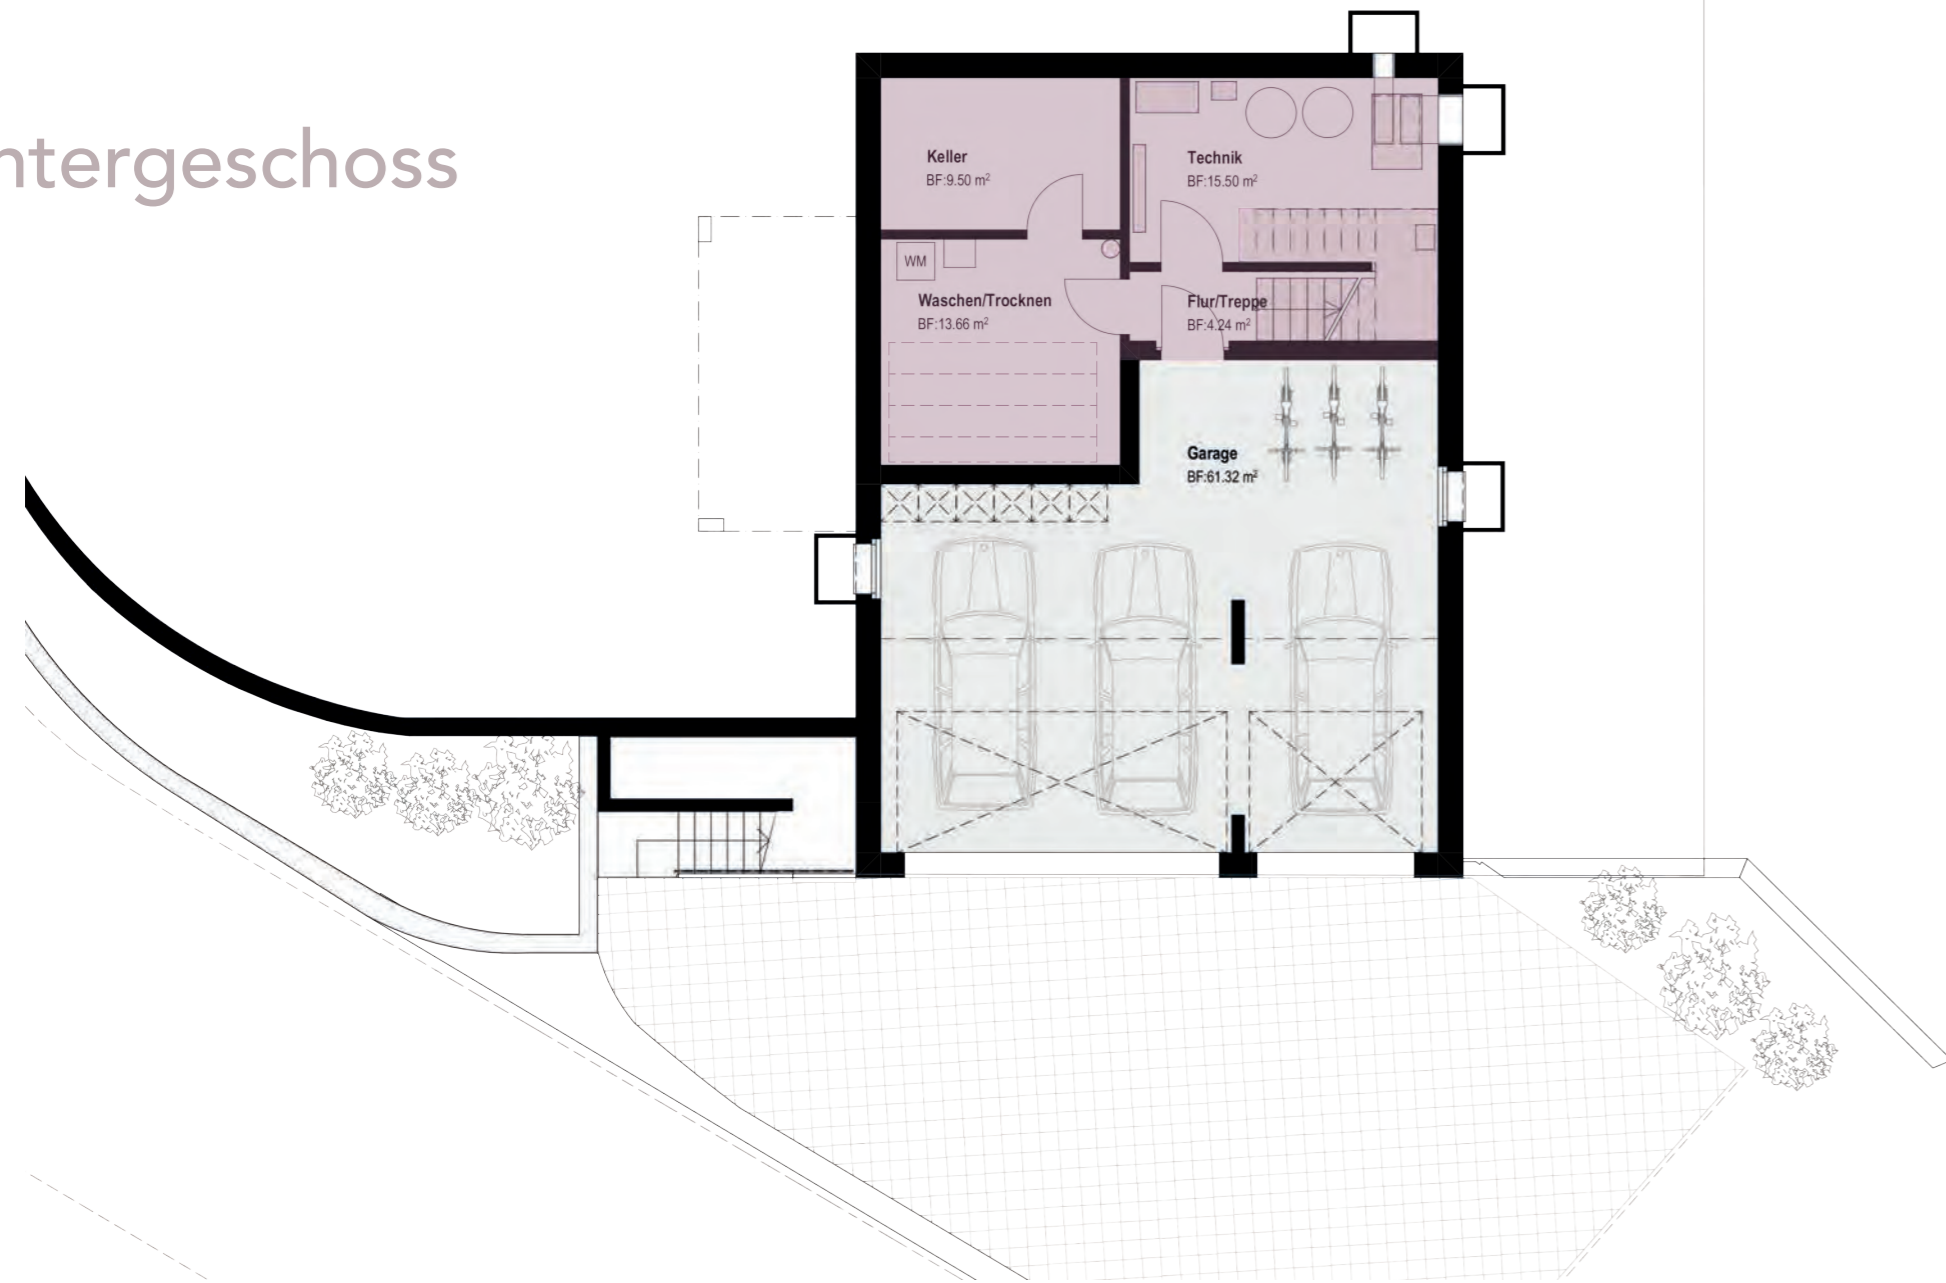 ntergeschoss
Keller
BF:9.50 m²
Technik
BF:15.50 m²
WM
Waschen/Trocknen
BF:13.66 m²
Flur/Treppe
BF:4.24 m²
Garage
BF:61.32 m²